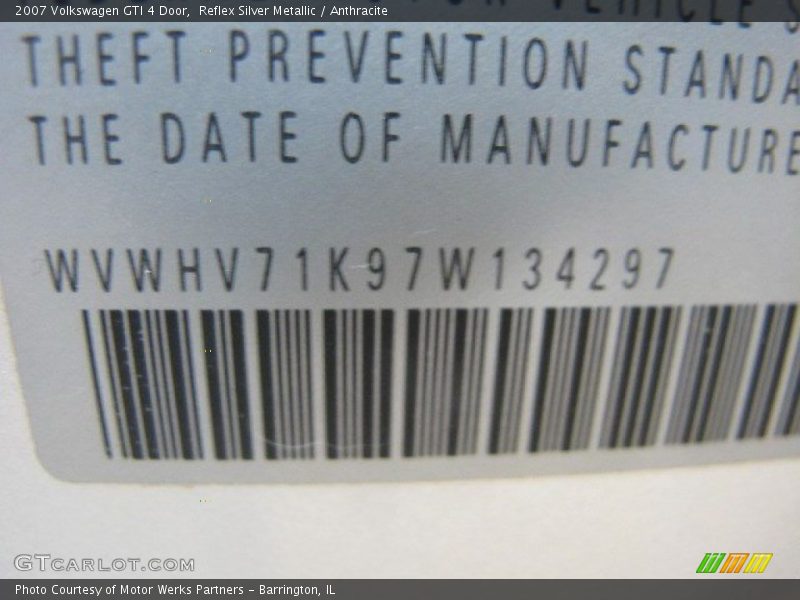 2007 Volkswagen GTI 4 Door, Reflex Silver Metallic / Anthracite
VEHICLE
THEFT PREVENTION STANDA
THE DATE OF MANUFACTURE
WVWHV71K97W134297
GTCARLOT.COM
Photo Courtesy of Motor Werks Partners - Barrington, IL